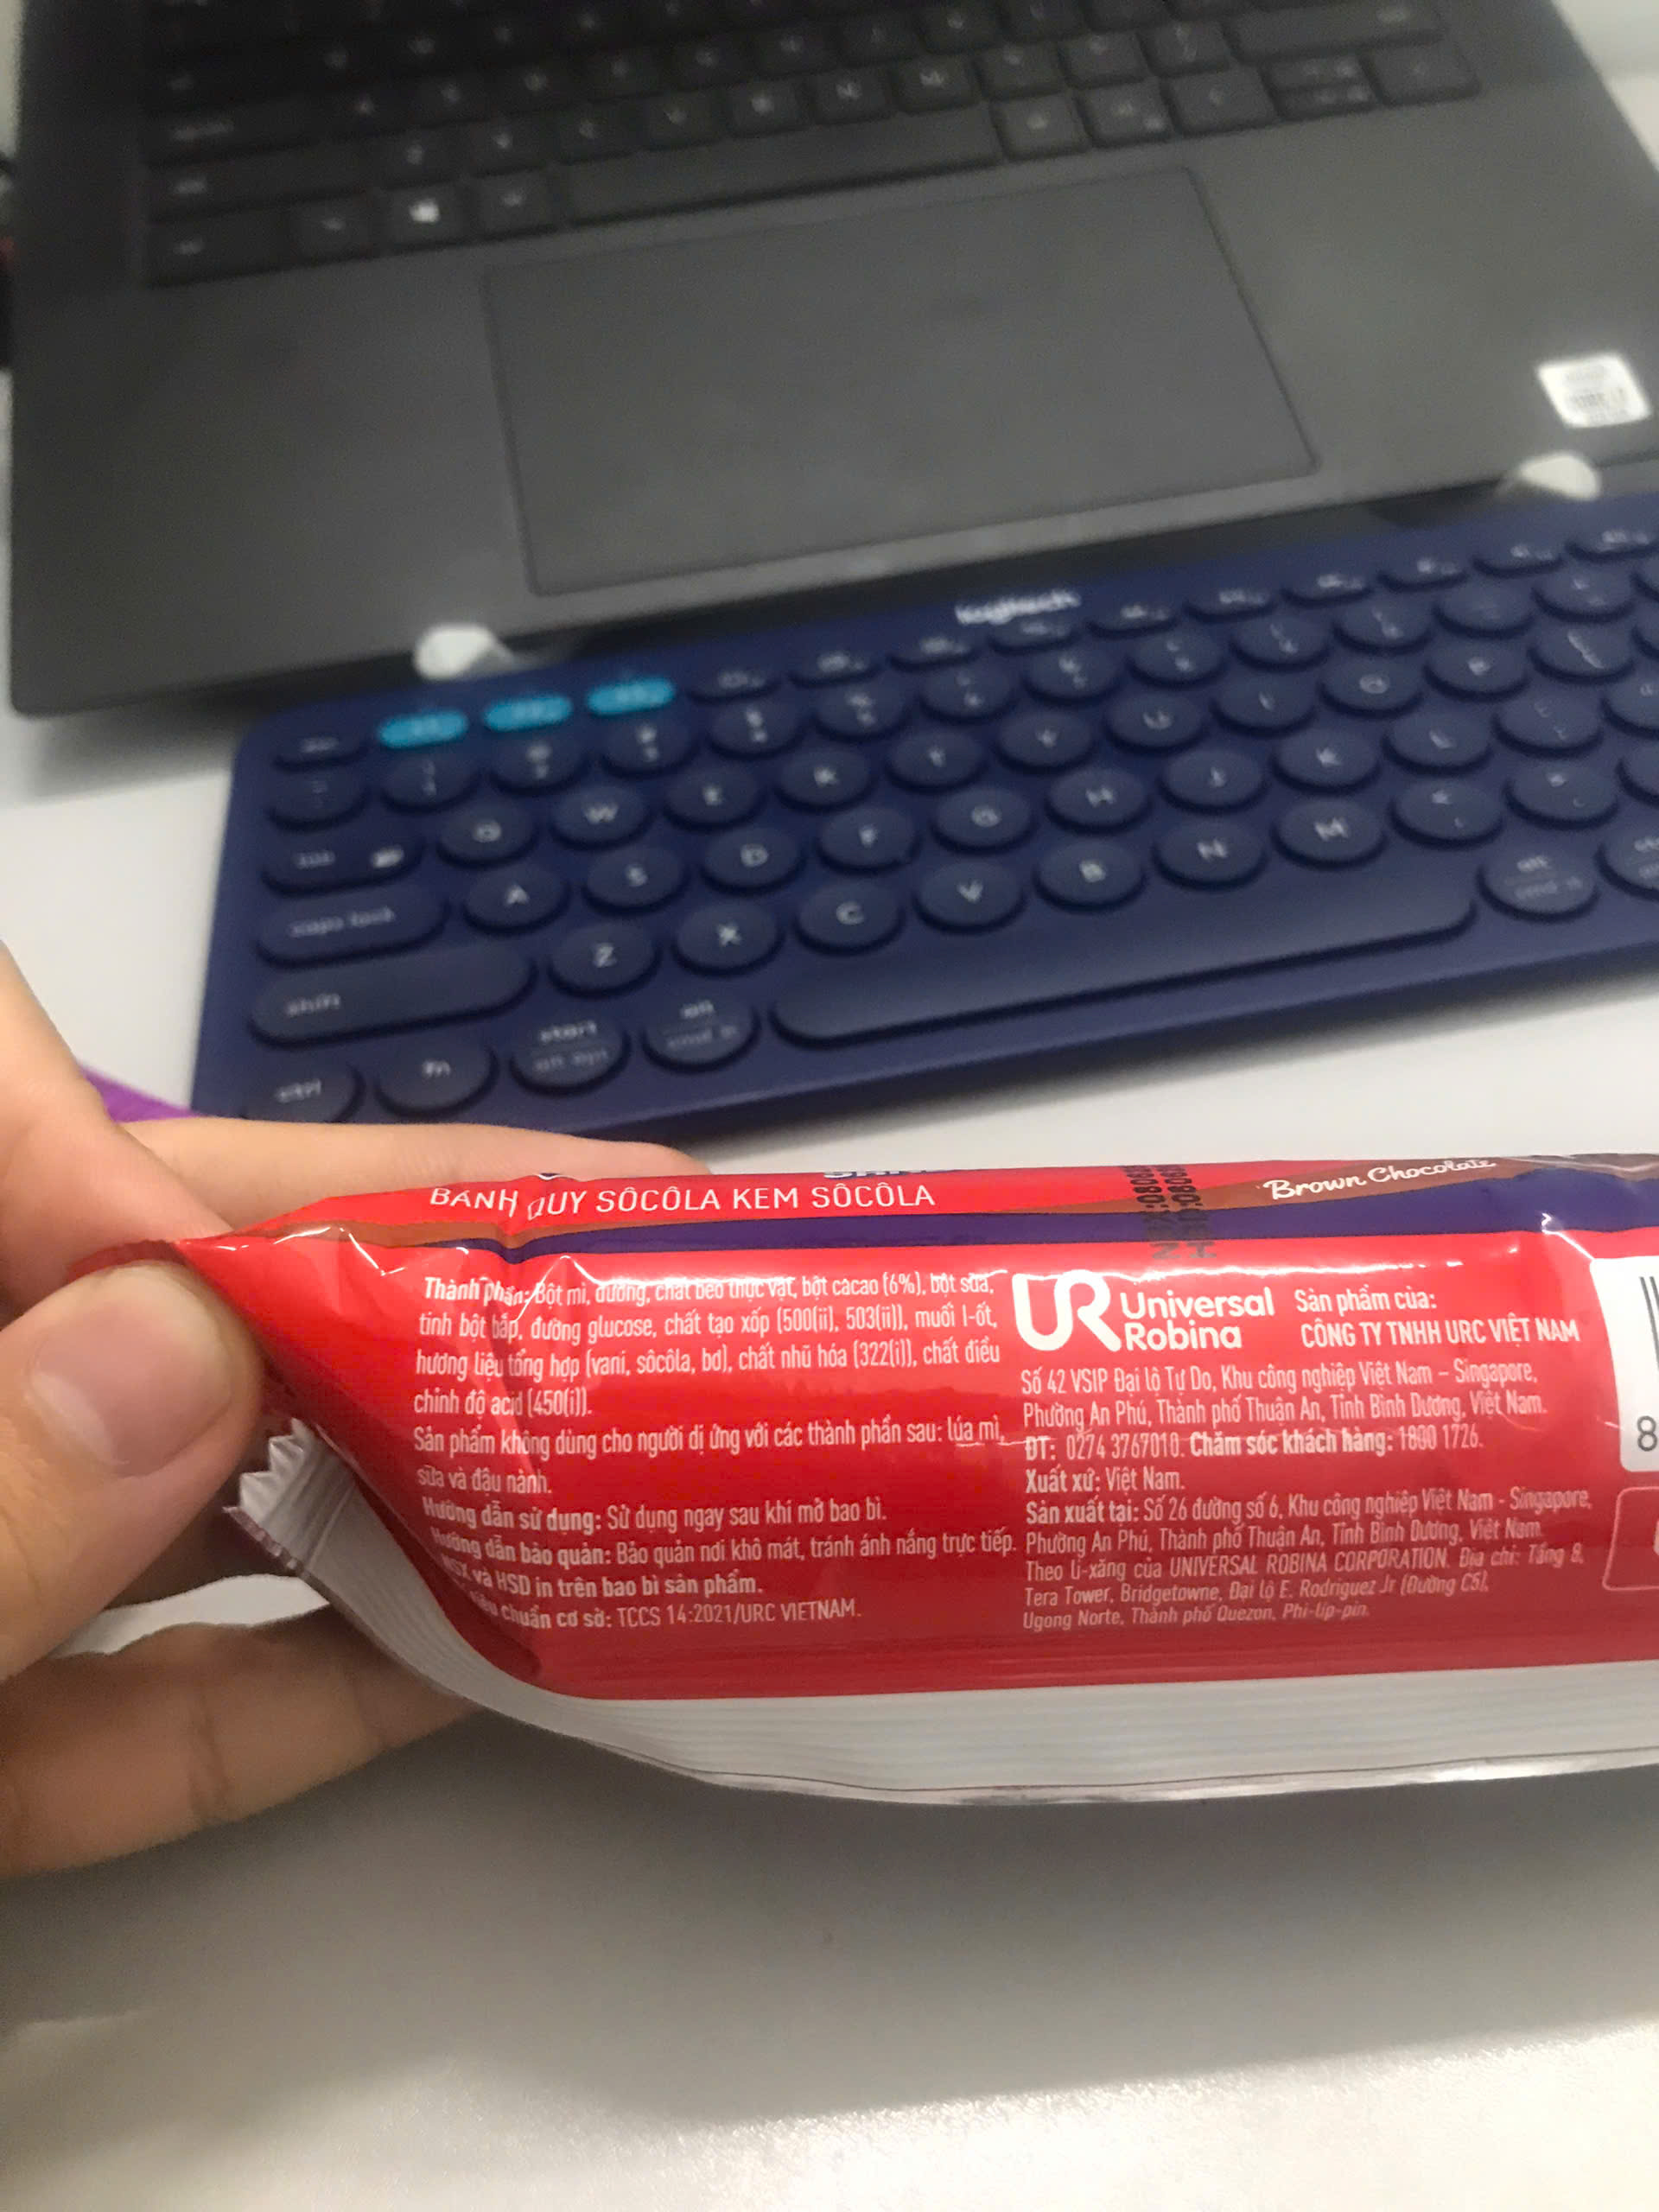 logitech
Q W E R T Y U I O P
caps lock A S D F G H J K L
shift Z X C V B N M
ctrl fn start alt
BÁNH QUY SÔCÔLA KEM SÔCÔLA
Brown Chocolate
Thành phần: Bột mì, đường, chất béo thực vật, bột cacao (6%), bột sữa,
tinh bột bắp, đường glucose, chất tạo xốp (500(ii), 503(ii)), muối I-ốt,
hương liệu tổng hợp (vani, sôcôla, bơ), chất nhũ hóa (322(i)), chất điều
chỉnh độ acid (450(i)).
Sản phẩm không dùng cho người dị ứng với các thành phần sau: lúa mì,
sữa và đậu nành.
Hướng dẫn sử dụng: Sử dụng ngay sau khi mở bao bì.
Hướng dẫn bảo quản: Bảo quản nơi khô mát, tránh ánh nắng trực tiếp.
NSX và HSD in trên bao bì sản phẩm.
chuẩn cơ sở: TCCS 14:2021/URC VIETNAM.
UR Universal
Robina
Sản phẩm của:
CÔNG TY TNHH URC VIỆT NAM
Số 42 VSIP Đại lộ Tự Do, Khu công nghiệp Việt Nam – Singapore,
Phường An Phú, Thành phố Thuận An, Tỉnh Bình Dương, Việt Nam.
ĐT: 0274 3767010. Chăm sóc khách hàng: 1800 1726.
Xuất xứ: Việt Nam.
Sản xuất tại: Số 26 đường số 6, Khu công nghiệp Việt Nam - Singapore,
Phường An Phú, Thành phố Thuận An, Tỉnh Bình Dương, Việt Nam.
Theo Li-xăng của UNIVERSAL ROBINA CORPORATION. Địa chỉ: Tầng 8,
Tera Tower, Bridgetowne, Đại lộ E. Rodriguez Jr (Đường C5),
Ugong Norte, Thành phố Quezon, Phi-líp-pin.
8